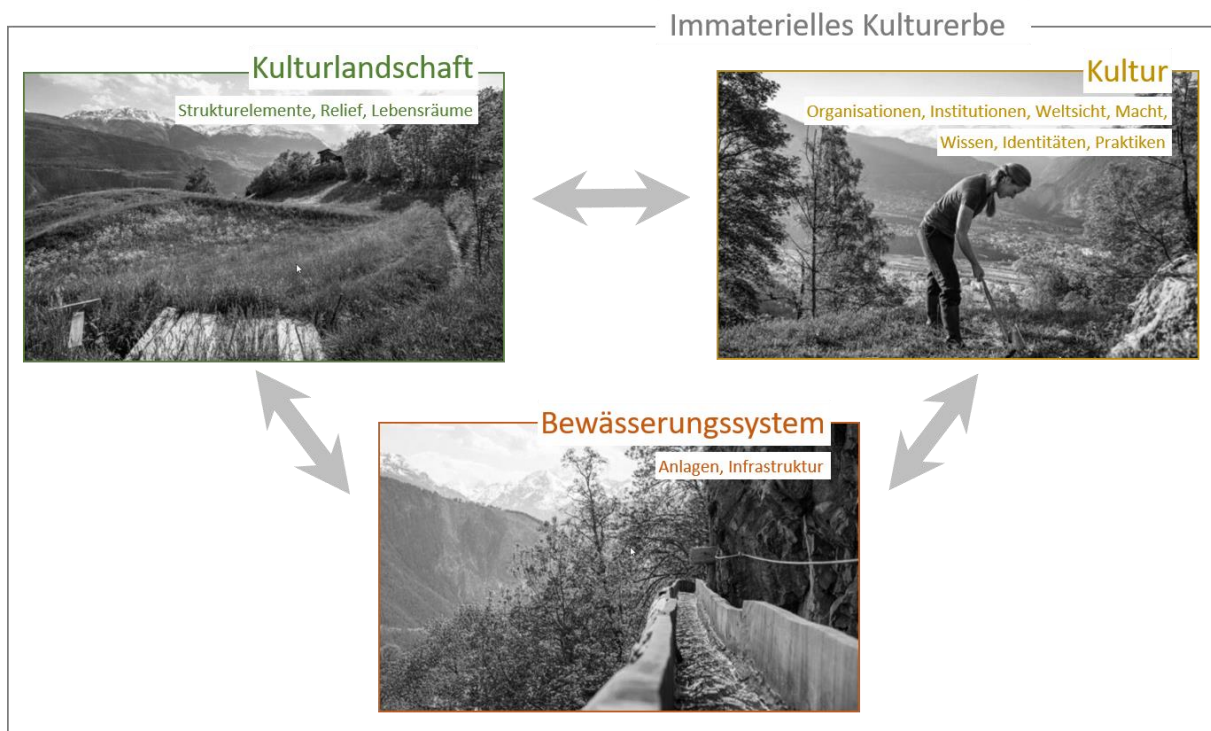 Immaterielles Kulturerbe
Kulturlandschaft
Strukturelemente, Relief, Lebensräume
Kultur
Organisationen, Institutionen, Weltsicht, Macht,
Wissen, Identitäten, Praktiken
Bewässerungssystem
Anlagen, Infrastruktur